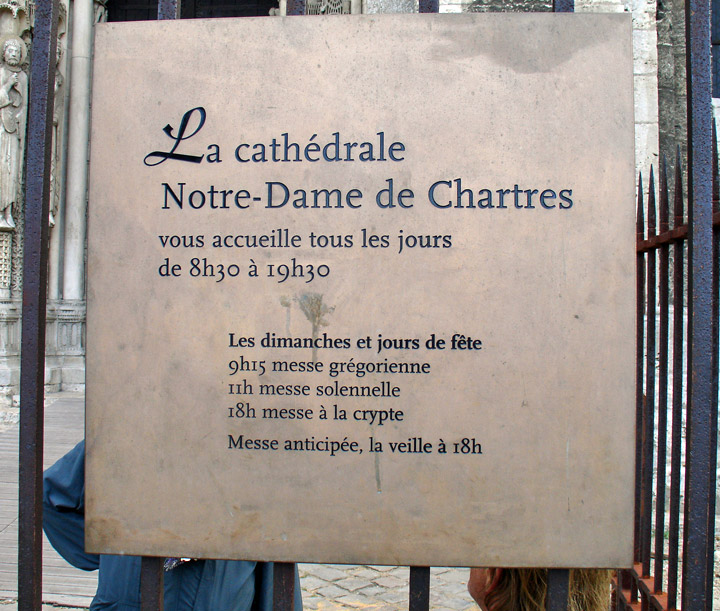 La cathédrale
Notre-Dame de Chartres
vous accueille tous les jours
de 8h30 à 19h30
Les dimanches et jours de fête
9h15 messe grégorienne
11h messe solennelle
18h messe à la crypte
Messe anticipée, la veille à 18h